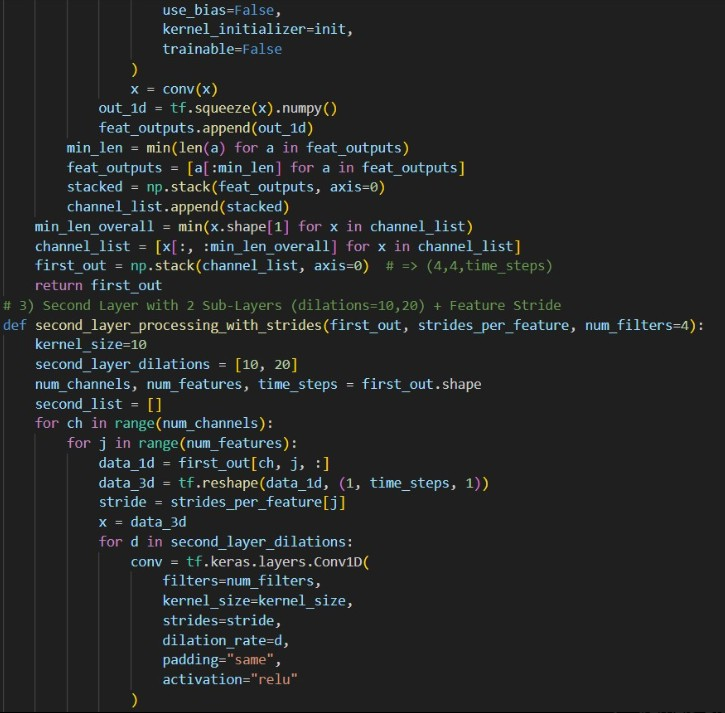 use_bias=False,
kernel_initializer=init,
trainable=False
)
x = conv(x)
out_1d = tf.squeeze(x).numpy()
feat_outputs.append(out_1d)
min_len = min(len(a) for a in feat_outputs)
feat_outputs = [a[:min_len] for a in feat_outputs]
stacked = np.stack(feat_outputs, axis=0)
channel_list.append(stacked)
min_len_overall = min(x.shape[1] for x in channel_list)
channel_list = [x[:, :min_len_overall] for x in channel_list]
first_out = np.stack(channel_list, axis=0)  # => (4,4,time_steps)
return first_out
# 3) Second Layer with 2 Sub-Layers (dilations=10,20) + Feature Stride
def second_layer_processing_with_strides(first_out, strides_per_feature, num_filters=4):
kernel_size=10
second_layer_dilations = [10, 20]
num_channels, num_features, time_steps = first_out.shape
second_list = []
for ch in range(num_channels):
for j in range(num_features):
data_1d = first_out[ch, j, :]
data_3d = tf.reshape(data_1d, (1, time_steps, 1))
stride = strides_per_feature[j]
x = data_3d
for d in second_layer_dilations:
conv = tf.keras.layers.Conv1D(
filters=num_filters,
kernel_size=kernel_size,
strides=stride,
dilation_rate=d,
padding="same",
activation="relu"
)